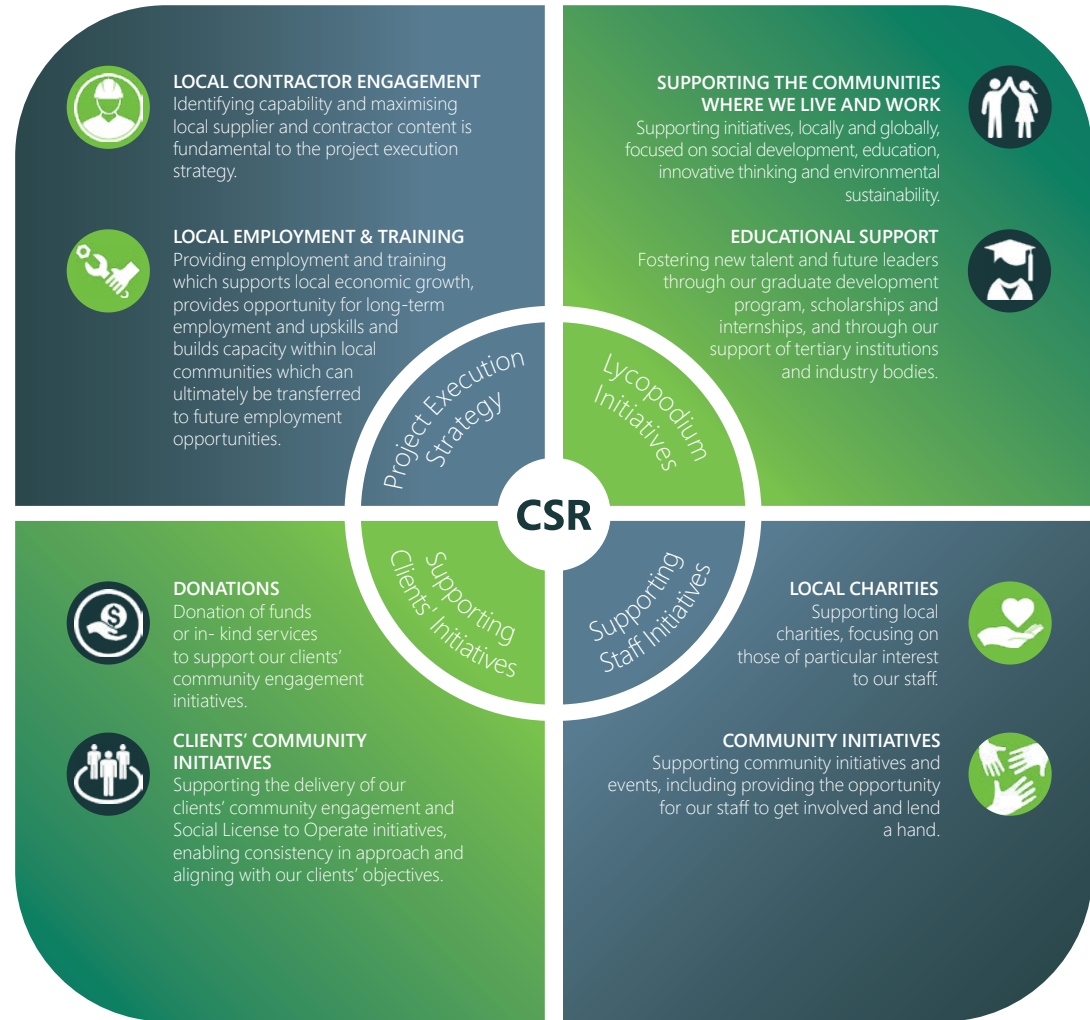 LOCAL CONTRACTOR ENGAGEMENT
Identifying capability and maximising
local supplier and contractor content is
fundamental to the project execution
strategy.
LOCAL EMPLOYMENT & TRAINING
Providing employment and training
which supports local economic growth,
provides opportunity for long-term
employment and upskills and
builds capacity within local
communities which can
ultimately be transferred
to future employment
opportunities.
SUPPORTING THE COMMUNITIES
WHERE WE LIVE AND WORK
Supporting initiatives, locally and globally,
focused on social development, education,
innovative thinking and environmental
sustainability.
EDUCATIONAL SUPPORT
Fostering new talent and future leaders
through our graduate development
program, scholarships and
internships, and through our
support of tertiary institutions
and industry bodies.
Project Execution
Strategy
Lycopodium
Initiatives
CSR
Supporting
Clients' Initiatives
Supporting
Staff Initiatives
DONATIONS
Donation of funds
or in- kind services
to support our clients'
community engagement
initiatives.
CLIENTS' COMMUNITY
INITIATIVES
Supporting the delivery of our
clients' community engagement and
Social License to Operate initiatives,
enabling consistency in approach and
aligning with our clients' objectives.
LOCAL CHARITIES
Supporting local
charities, focusing on
those of particular interest
to our staff.
COMMUNITY INITIATIVES
Supporting community initiatives and
events, including providing the opportunity
for our staff to get involved and lend
a hand.